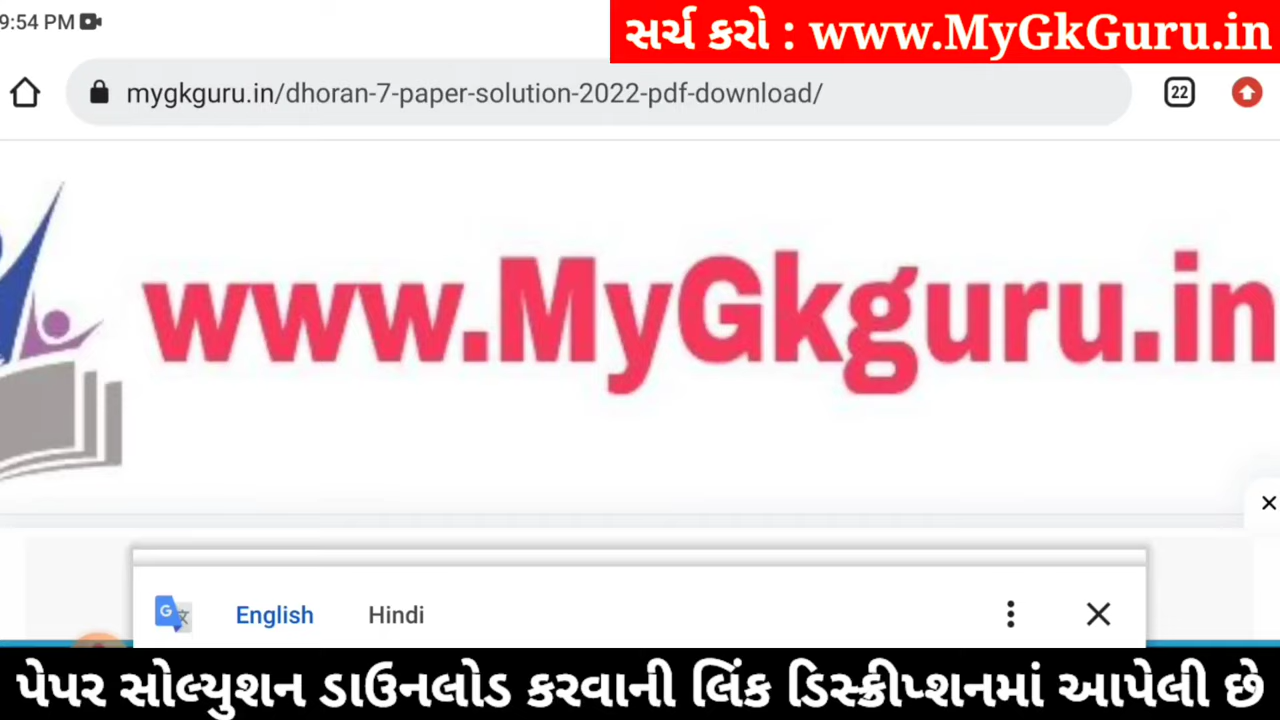 9:54 PM
સર્ચ કરો : www.MyGkGuru.in
mygkguru.in/dhoran-7-paper-solution-2022-pdf-download/
22
www.MyGkguru.in
G 文
English Hindi
પેપર સોલ્યુશન ડાઉનલોડ કરવાની લિંક ડિસ્ક્રીપ્શનમાં આપેલી છે